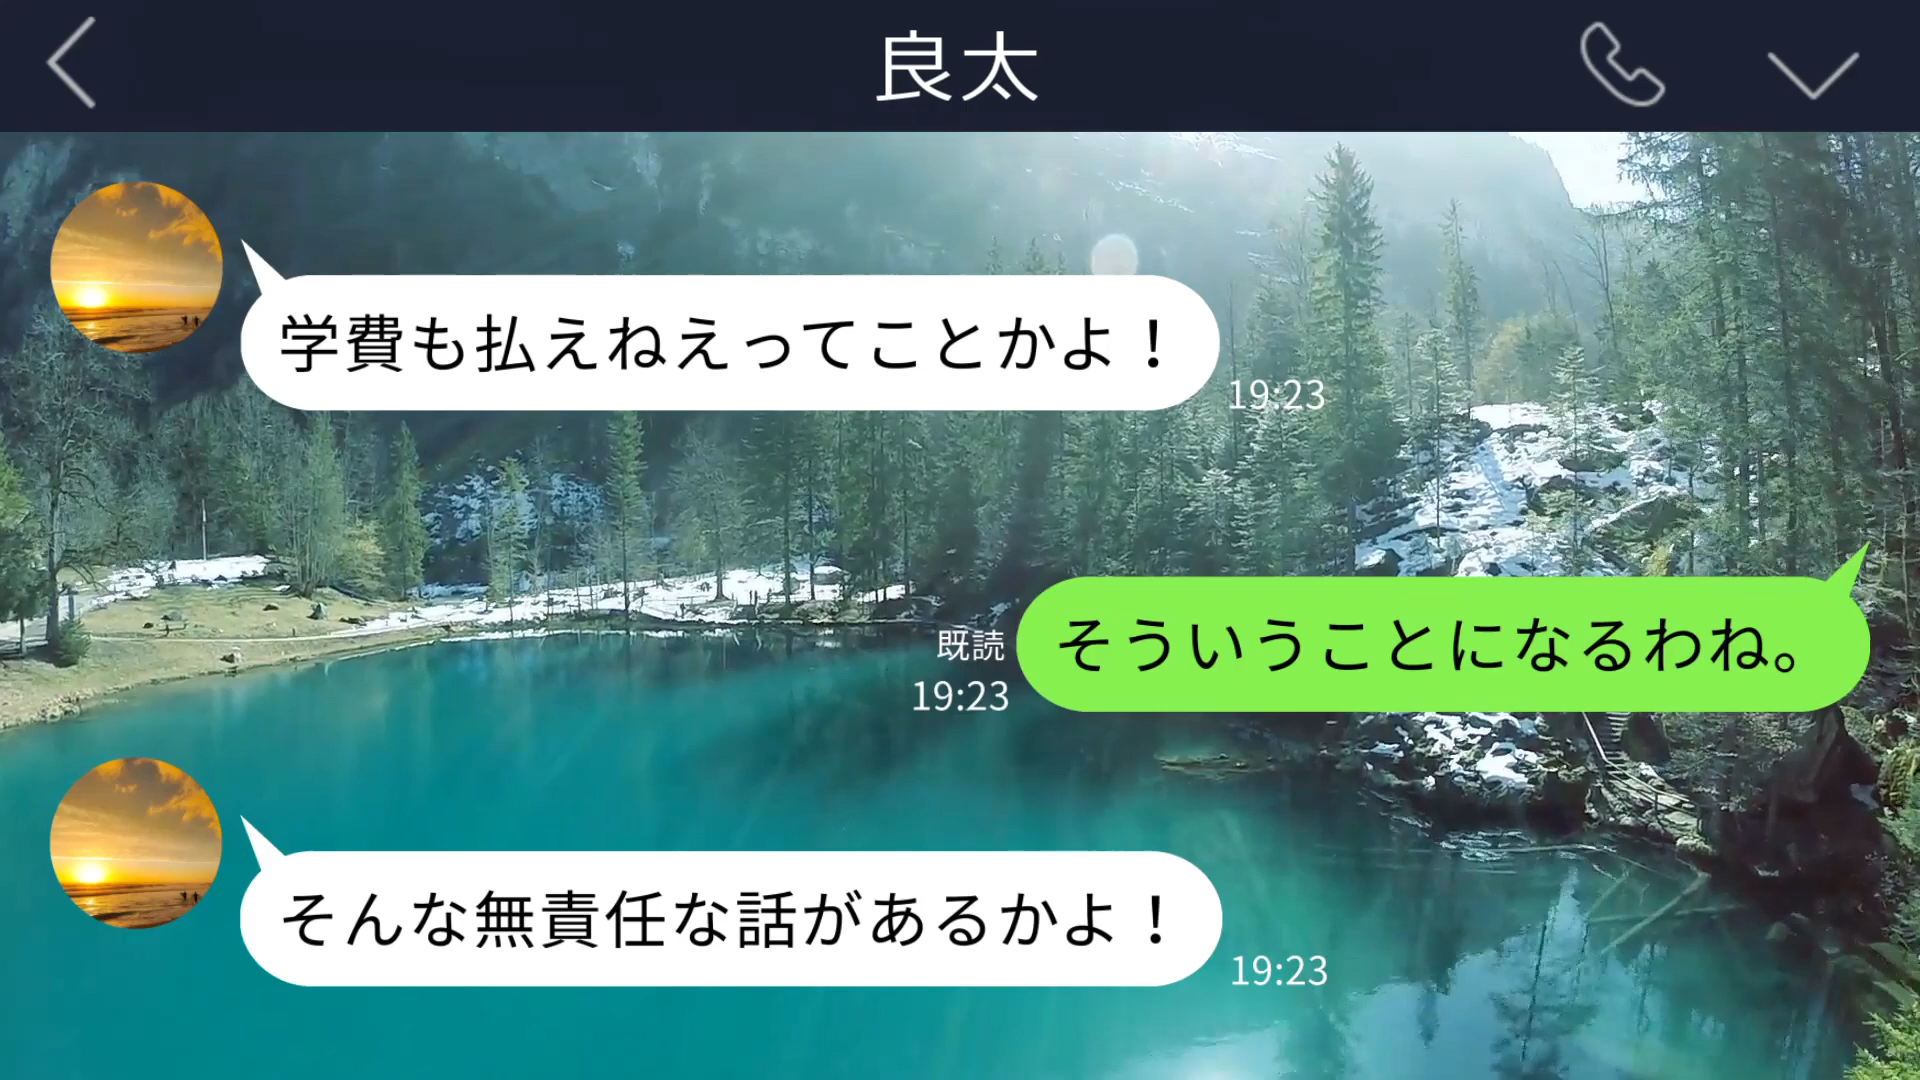 良太
学費も払えねえってことかよ！
19:23
そういうことになるわね。
既読
19:23
そんな無責任な話があるかよ！
19:23